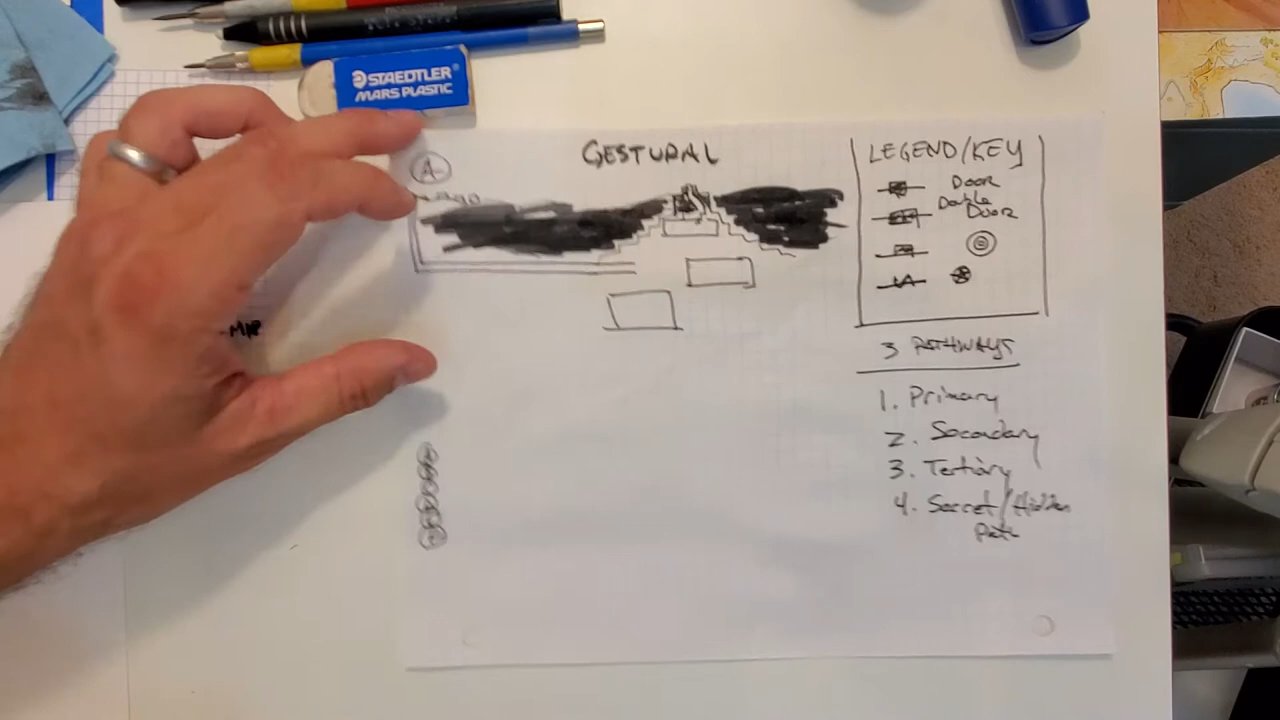 STAEDTLER®
MARS PLASTIC
GESTURAL
A
LEGEND/KEY
Door
Double
Door
3 PATHWAYS
1. Primary
2. Secondary
3. Tertiary
4. Secret/Hidden
Path
MAP